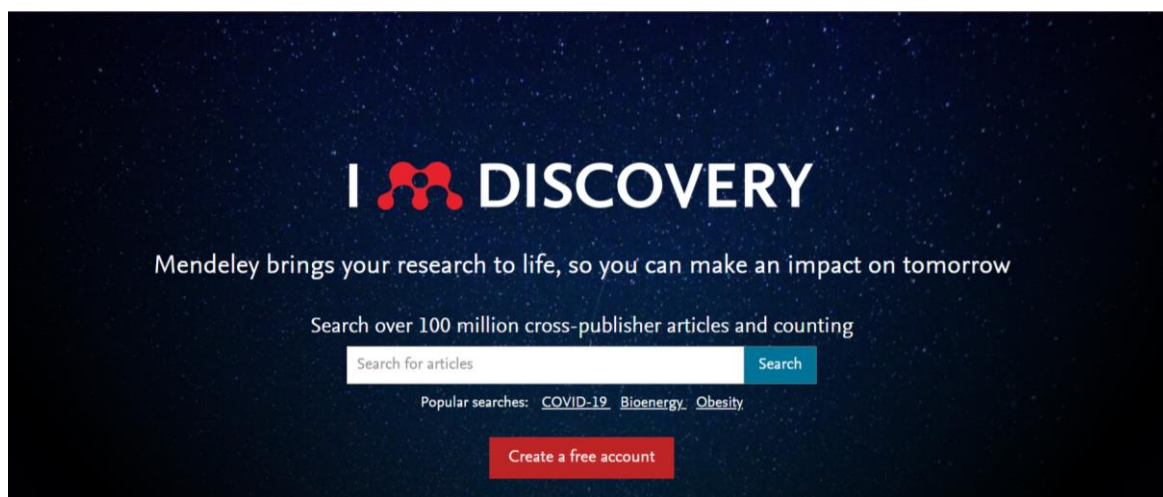 I DISCOVERY
Mendeley brings your research to life, so you can make an impact on tomorrow
Search over 100 million cross-publisher articles and counting
Search for articles Search
Popular searches: COVID-19 Bioenergy Obesity
Create a free account